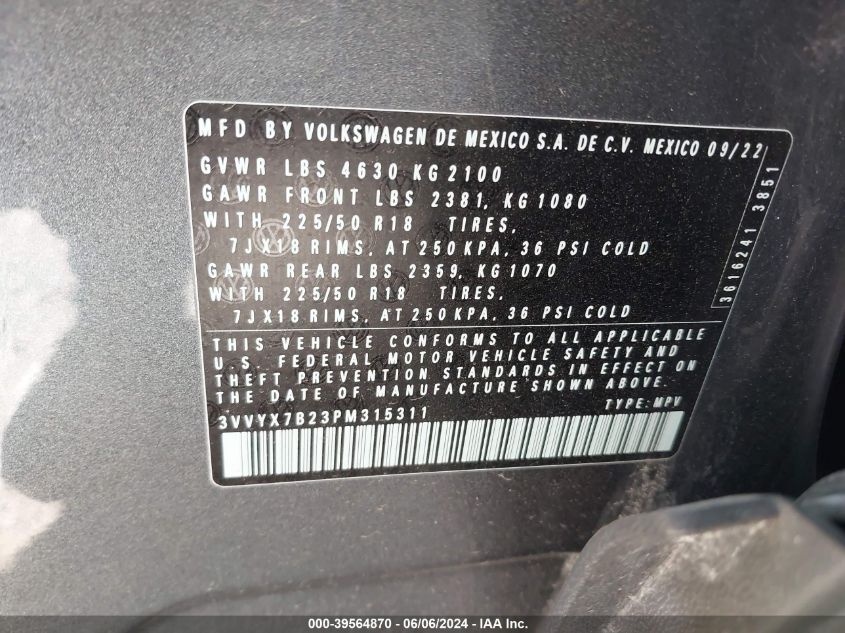 MFD BY VOLKSWAGEN DE MEXICO S.A. DE C.V. MEXICO 09/22
GVWR LBS 4630 KG 2100
GAWR FRONT LBS 2381, KG 1080
WITH 225/50 R18 TIRES,
7JX18 RIMS, AT 250 KPA, 36 PSI COLD
GAWR REAR LBS 2359, KG 1070
WITH 225/50 R18 TIRES,
7JX18 RIMS, AT 250 KPA, 36 PSI COLD
3616241 3851
THIS VEHICLE CONFORMS TO ALL APPLICABLE
U.S. FEDERAL MOTOR VEHICLE SAFETY AND
THEFT PREVENTION STANDARDS IN EFFECT ON
THE DATE OF MANUFACTURE SHOWN ABOVE.
3VVYX7B23PM315311 TYPE: MPV
000-39564870 - 06/06/2024 - IAA Inc.